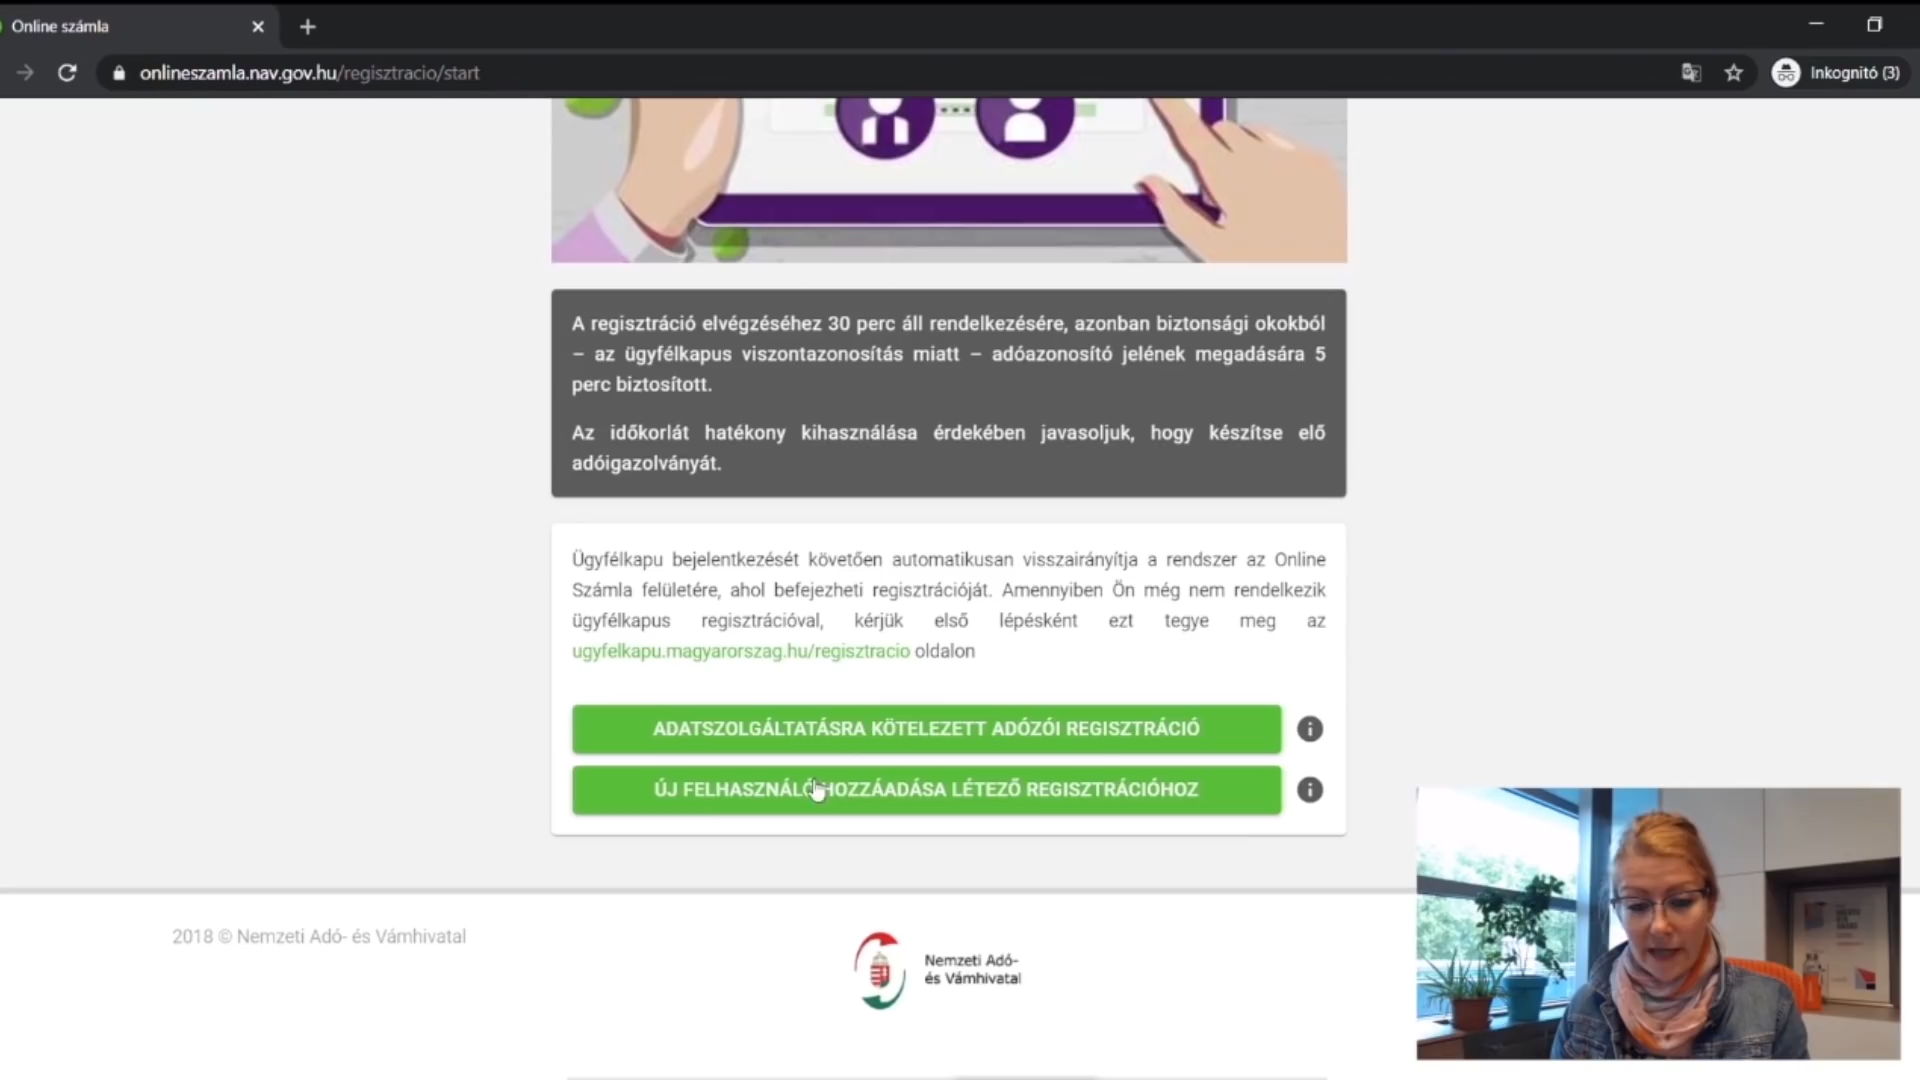 Online számla
onlineszamla.nav.gov.hu/regisztracio/start
Inkognitó (3)
A regisztráció elvégzéséhez 30 perc áll rendelkezésére, azonban biztonsági okokból
– az ügyfélkapus viszontazonosítás miatt – adóazonosító jelének megadására 5
perc biztosított.
Az időkorlát hatékony kihasználása érdekében javasoljuk, hogy készítse elő
adóigazolványát.
Ügyfélkapu bejelentkezését követően automatikusan visszairányítja a rendszer az Online
Számla felületére, ahol befejezheti regisztrációját. Amennyiben Ön még nem rendelkezik
ügyfélkapus regisztrációval, kérjük első lépésként ezt tegye meg az
ugyfelkapu.magyarorszag.hu/regisztracio oldalon
ADATSZOLGÁLTATÁSRA KÖTELEZETT ADÓZÓI REGISZTRÁCIÓ
ÚJ FELHASZNÁLÓ HOZZÁADÁSA LÉTEZŐ REGISZTRÁCIÓHOZ
2018 © Nemzeti Adó- és Vámhivatal
Nemzeti Adó-
és Vámhivatal